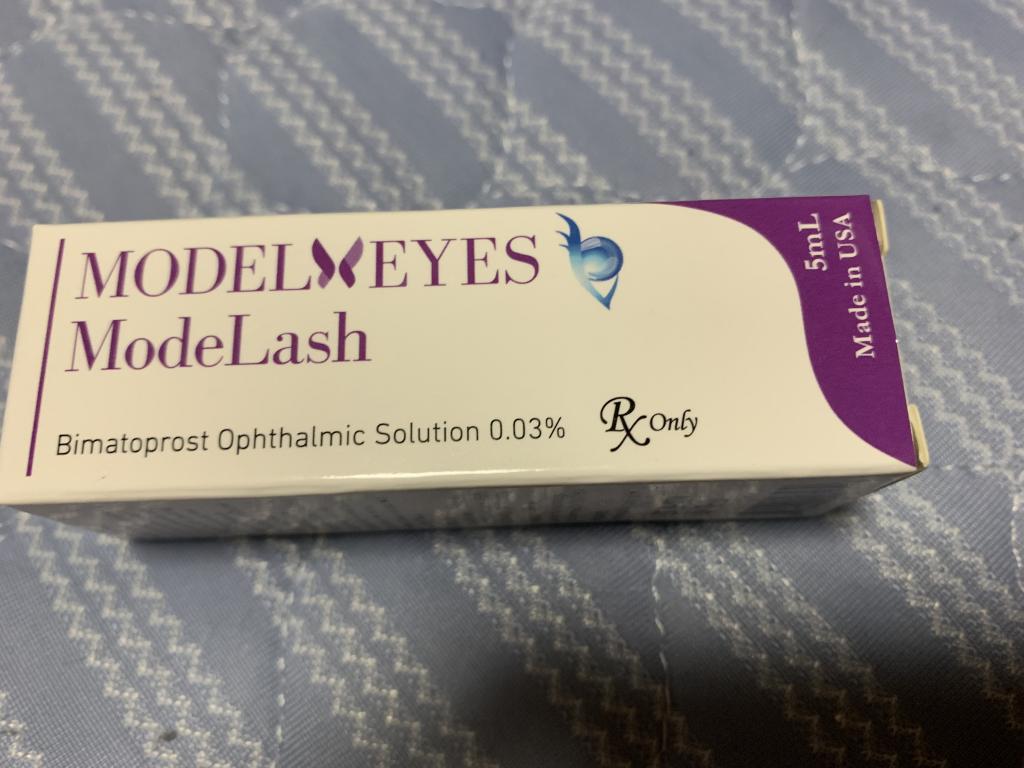 MODEL EYES
ModeLash
Bimatoprost Ophthalmic Solution 0.03%
Rx Only
5mL
Made in USA